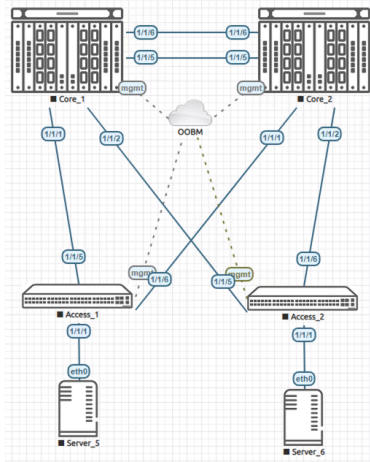 1/1/6 1/1/6
1/1/5 1/1/5
mgmt mgmt
Core_1 Core_2
OOBM
1/1/1 1/1/2 1/1/1 1/1/2
1/1/5 1/1/6
mgmt 1/1/6 1/1/5 mgmt
Access_1 Access_2
1/1/1 1/1/1
eth0 eth0
Server_5 Server_6